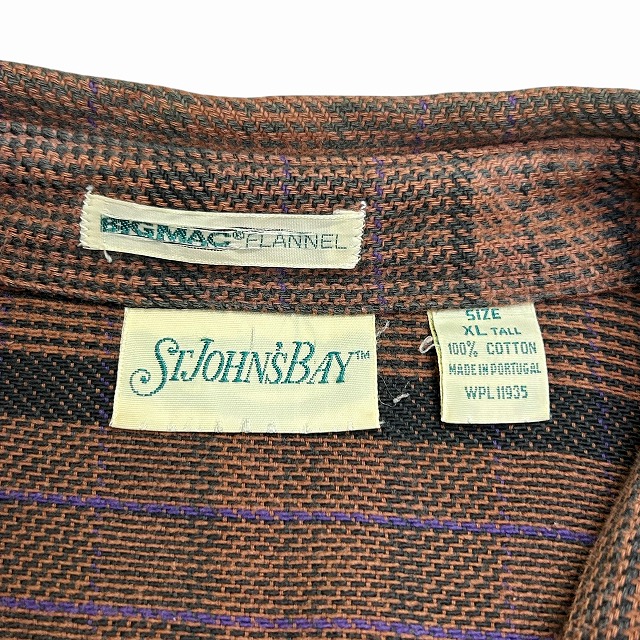 BIGMAC® FLANNEL
ST. JOHN'S BAY™
SIZE
XL TALL
100% COTTON
MADE IN PORTUGAL
WPL 11935